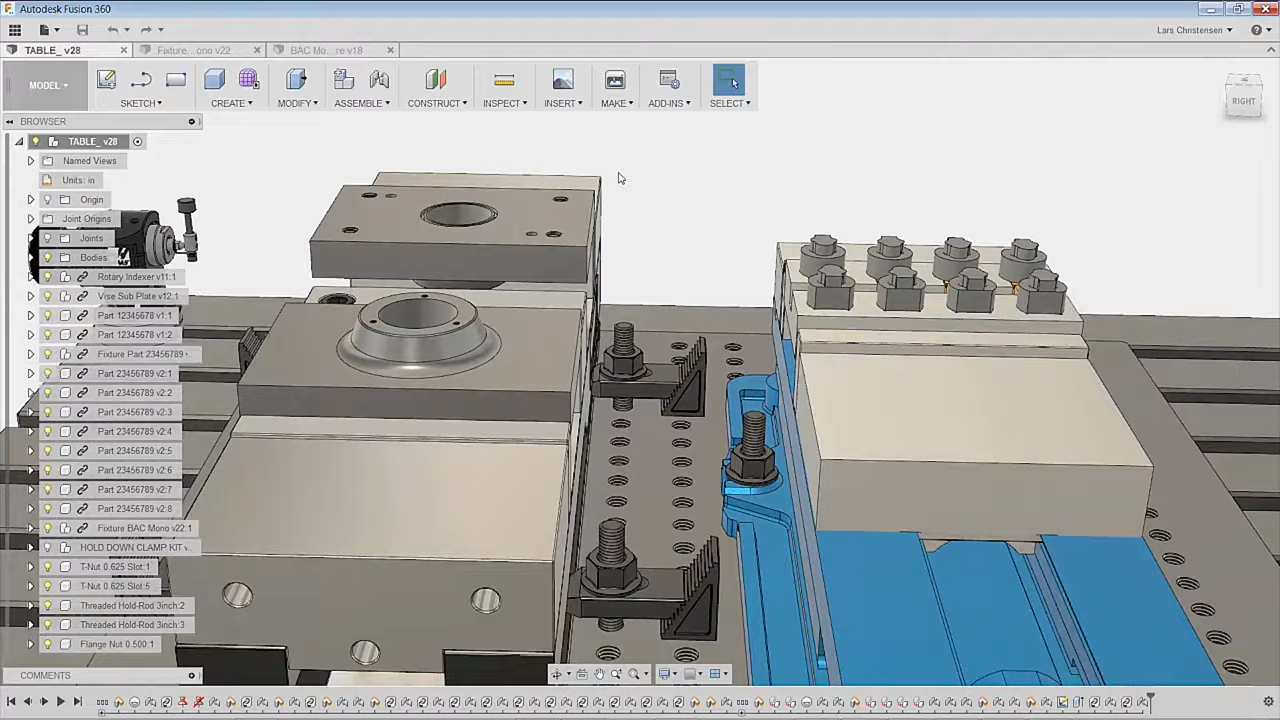 Autodesk Fusion 360
Lars Christensen
TABLE_ v28
Fixture...ono v22
BAC Mo...re v18
MODEL
SKETCH
CREATE
MODIFY
ASSEMBLE
CONSTRUCT
INSPECT
INSERT
MAKE
ADD-INS
SELECT
RIGHT
BROWSER
TABLE_ v28
Named Views
Units: in
Origin
Joint Origins
Joints
Bodies
Rotary Indexer v11:1
Vise Sub Plate v12:1
Part 12345678 v1:1
Part 12345678 v1:2
Fixture Part 23456789
Part 23456789 v2:1
Part 23456789 v2:2
Part 23456789 v2:3
Part 23456789 v2:4
Part 23456789 v2:5
Part 23456789 v2:6
Part 23456789 v2:7
Part 23456789 v2:8
Fixture BAC Mono v22:1
HOLD DOWN CLAMP KIT v..
T-Nut 0.625 Slot:1
T-Nut 0.625 Slot:5
Threaded Hold-Rod 3inch:2
Threaded Hold-Rod 3inch:3
Flange Nut 0.500:1
COMMENTS